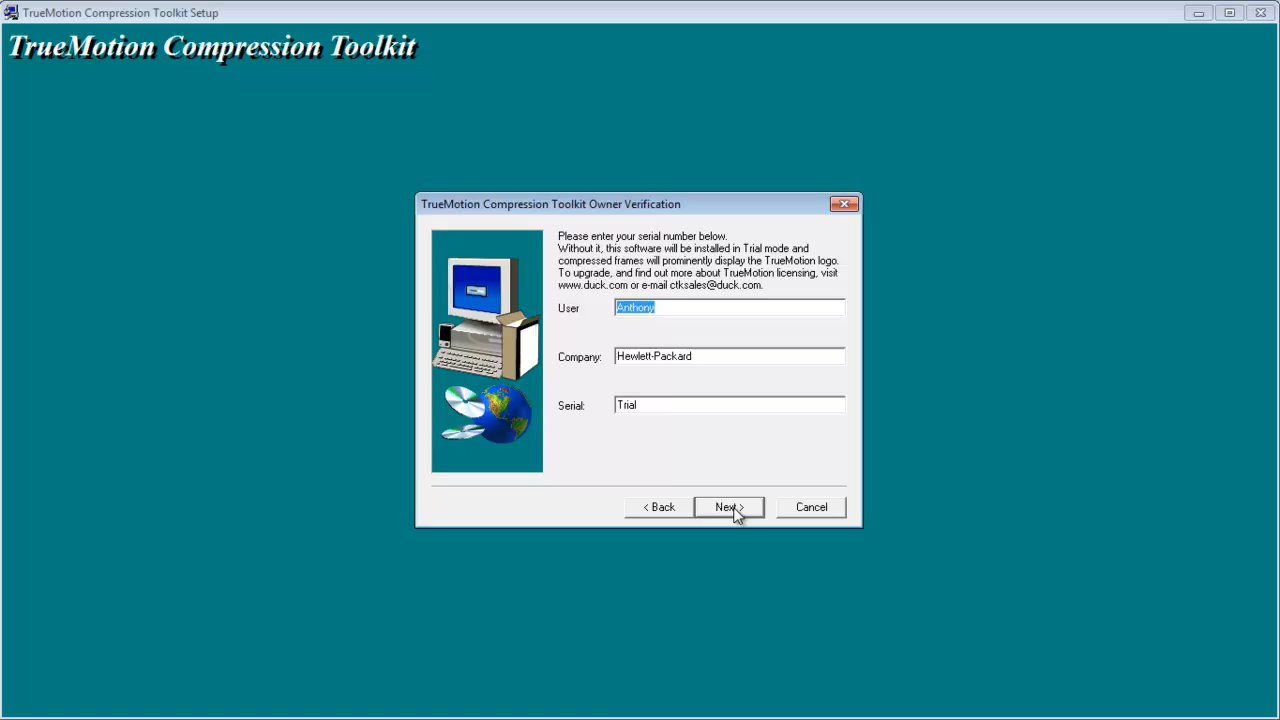 TrueMotion Compression Toolkit Setup
TrueMotion Compression Toolkit
TrueMotion Compression Toolkit Owner Verification
Please enter your serial number below.
Without it, this software will be installed in Trial mode and
compressed frames will prominently display the TrueMotion logo.
To upgrade, and find out more about TrueMotion licensing, visit
www.duck.com or e-mail ctksales@duck.com.
User Anthony
Company: Hewlett-Packard
Serial: Trial
< Back Next > Cancel